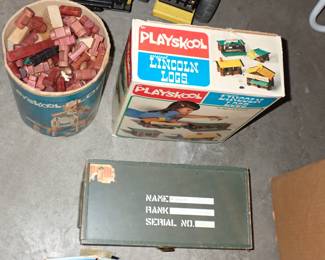 PLAYSKOOL
LINCOLN
LOGS
PLAYSKOOL
LINCOLN
LOGS
NAME
RANK
SERIAL NO.